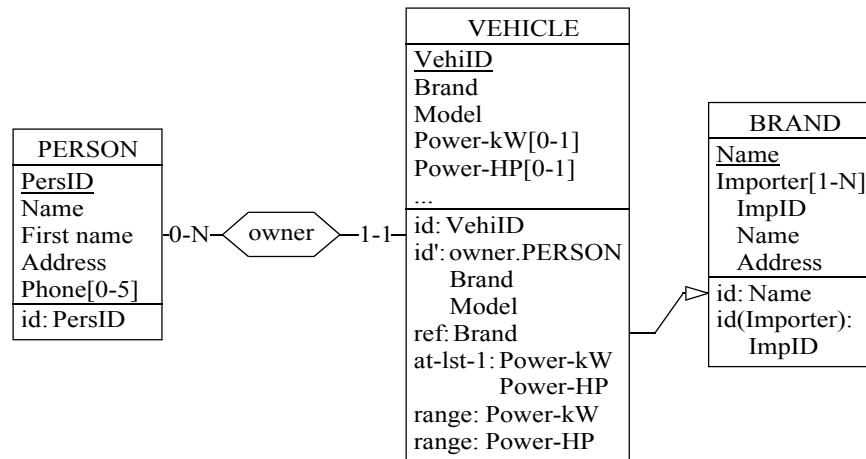 PERSON
PersID
Name
First name
Address
Phone[0-5]
id: PersID
0-N
owner
1-1
VEHICLE
VehiID
Brand
Model
Power-kW[0-1]
Power-HP[0-1]
...
id: VehiID
id': owner.PERSON
Brand
Model
ref: Brand
at-lst-1: Power-kW
Power-HP
range: Power-kW
range: Power-HP
BRAND
Name
Importer[1-N]
ImpID
Name
Address
id: Name
id(Importer):
ImpID